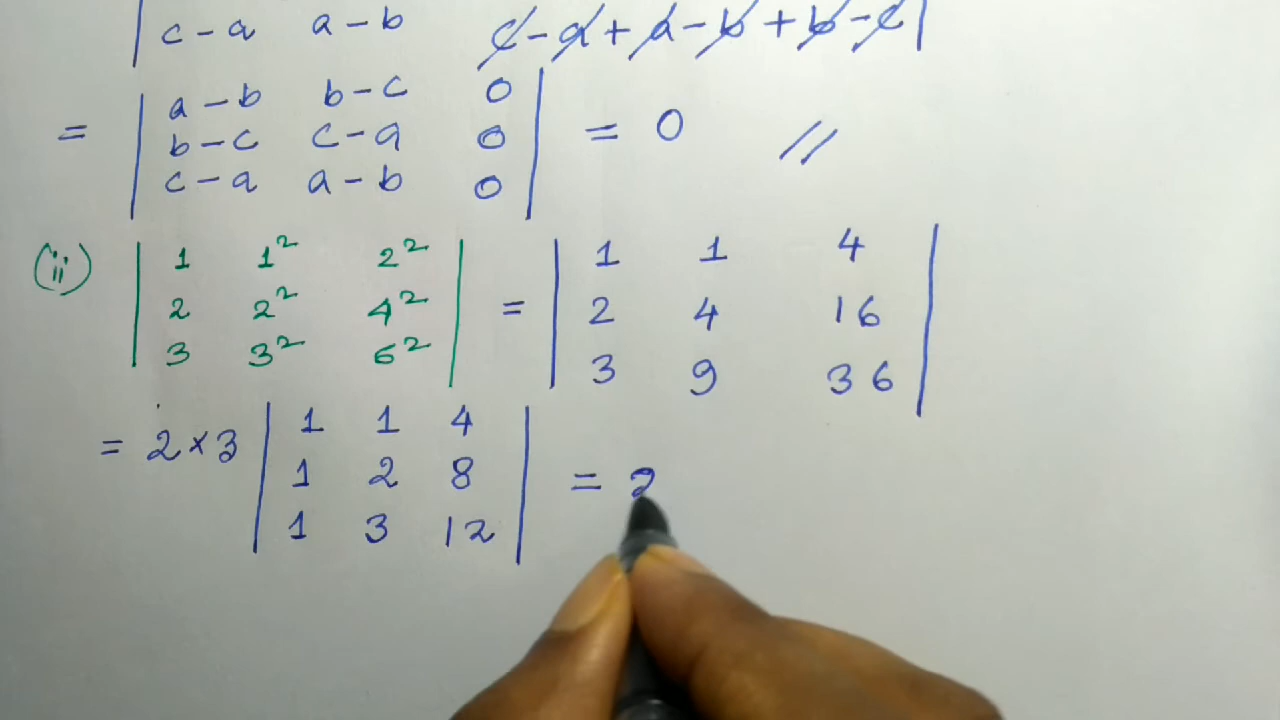 | c-a a-b c-a+a-b+b-c |
= | a-b b-c 0 | = 0 //
| b-c c-a 0 |
| c-a a-b 0 |
(ii) | 1 1² 2² | = | 1 1 4 |
| 2 2² 4² | | 2 4 16 |
| 3 3² 6² | | 3 9 36 |
= 2×3 | 1 1 4 | = 2
| 1 2 8 |
| 1 3 12 |